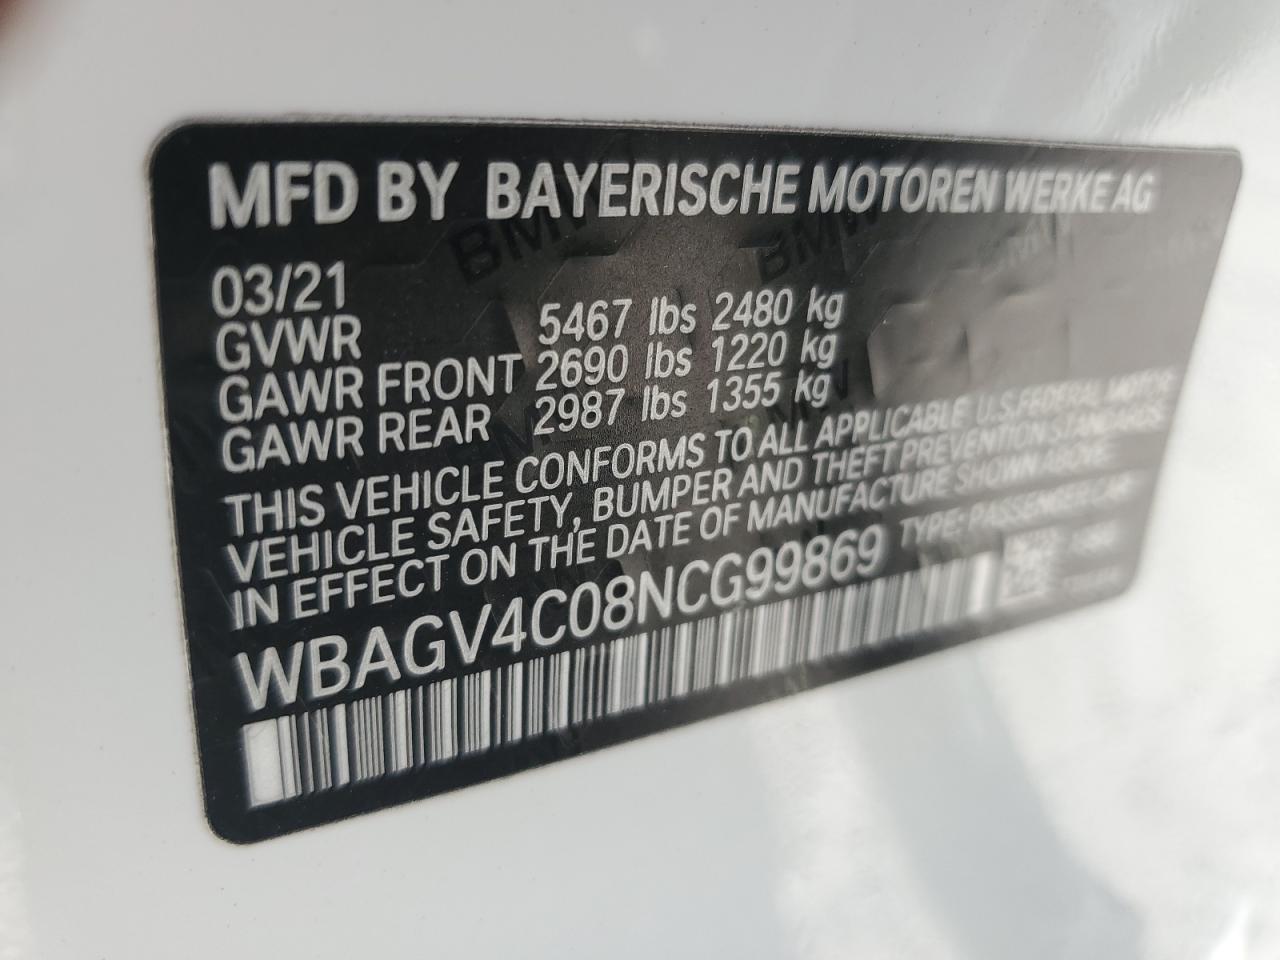 MFD BY BAYERISCHE MOTOREN WERKE AG
03/21
GVWR 5467 lbs 2480 kg
GAWR FRONT 2690 lbs 1220 kg
GAWR REAR 2987 lbs 1355 kg
THIS VEHICLE CONFORMS TO ALL APPLICABLE U.S.FEDERAL MOTOR
VEHICLE SAFETY, BUMPER AND THEFT PREVENTION STANDARDS
IN EFFECT ON THE DATE OF MANUFACTURE SHOWN ABOVE
WBAGV4C08NCG99869 TYPE: PASSENGER CAR